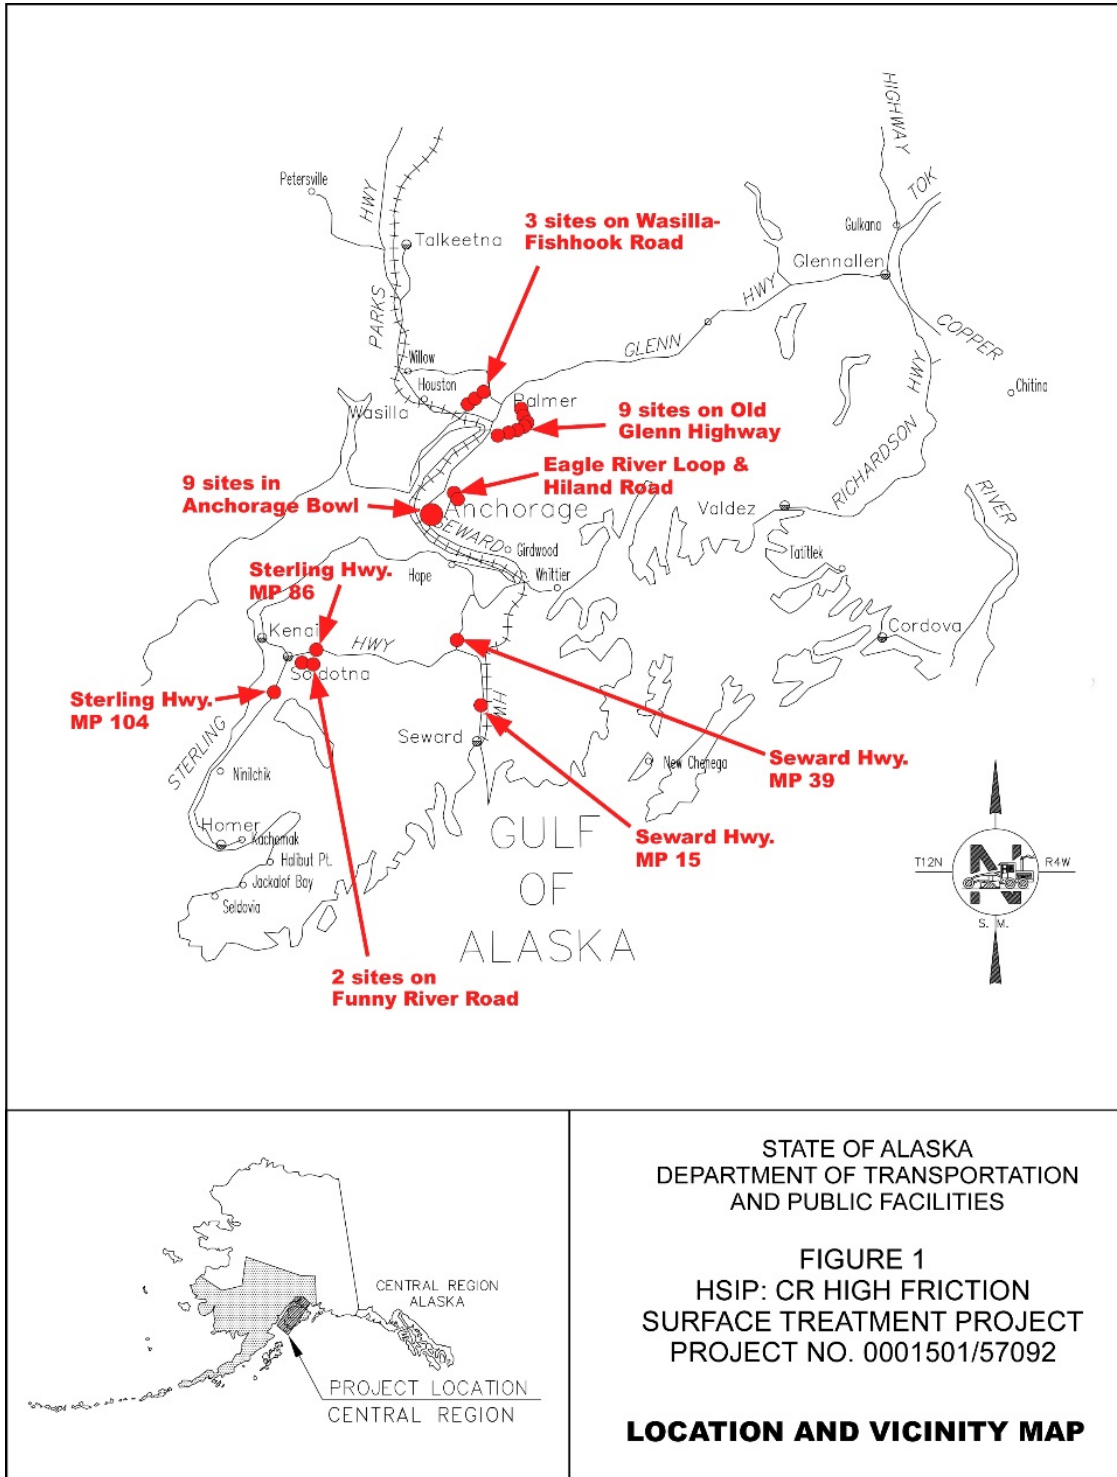 HIGHWAY
TOK
Petersville
HWY
Talkeetna
3 sites on Wasilla-
Fishhook Road
Gulkana
Glennallen
PARKS
HWY
GLENN
COPPER
Willow
Houston
Wasilla
Palmer
Chitina
HWY
9 sites on Old
Glenn Highway
Eagle River Loop &
Hiland Road
9 sites in
Anchorage Bowl
Anchorage
RICHARDSON
RIVER
Valdez
SEWARD
Girdwood
Tatitlek
Sterling Hwy.
MP 86
Hope
Whittier
Kenai
HWY
Cordova
Soldotna
Sterling Hwy.
MP 104
HW
STERLING
Seward
Ninilchik
New Chenega
Seward Hwy.
MP 39
Homer
Kachemak
Halibut Pt.
Jackalof Bay
Seldovia
Seward Hwy.
MP 15
GULF
OF
ALASKA
T12N
N
R4W
S. M.
2 sites on
Funny River Road
CENTRAL REGION
ALASKA
PROJECT LOCATION
CENTRAL REGION
STATE OF ALASKA
DEPARTMENT OF TRANSPORTATION
AND PUBLIC FACILITIES
FIGURE 1
HSIP: CR HIGH FRICTION
SURFACE TREATMENT PROJECT
PROJECT NO. 0001501/57092
LOCATION AND VICINITY MAP